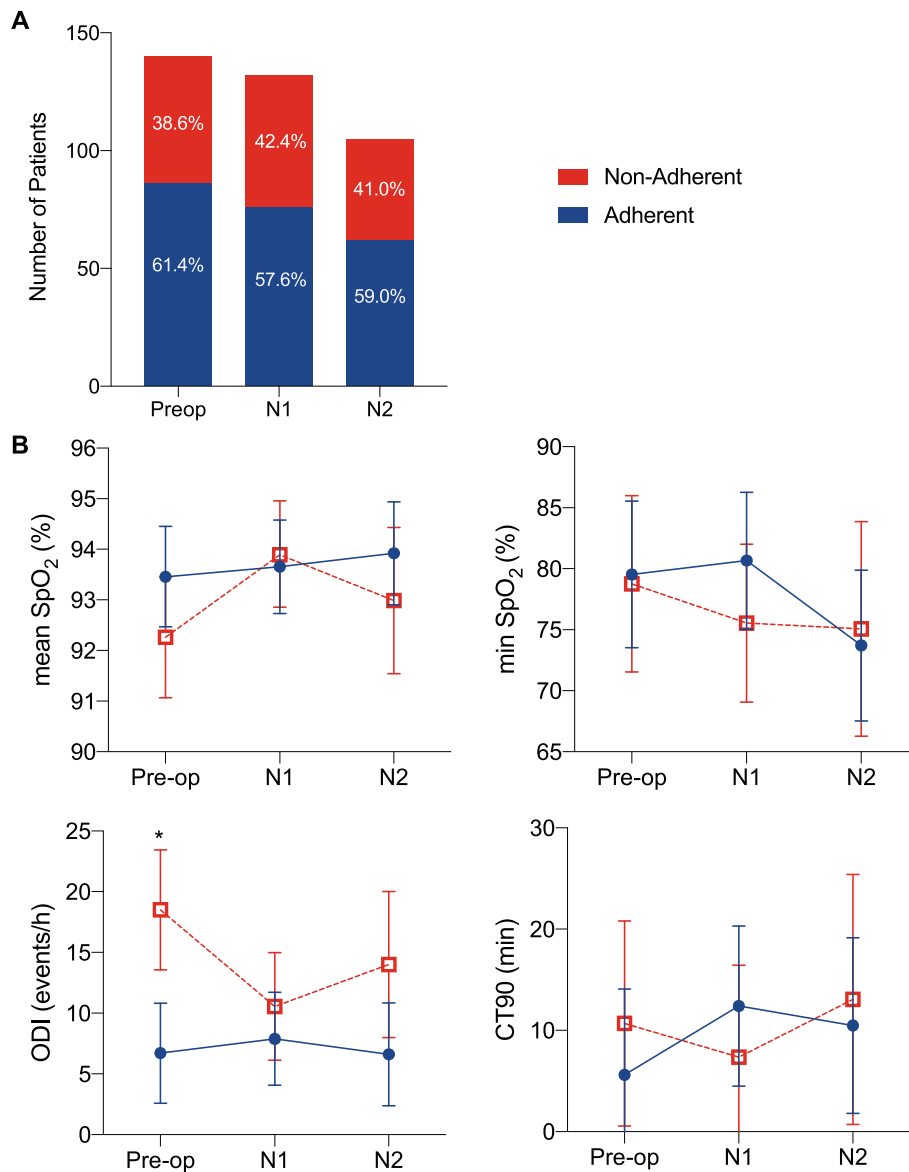 A
Number of Patients
150
100
50
0
38.6%
61.4%
42.4%
57.6%
41.0%
59.0%
Preop N1 N2
Non-Adherent
Adherent
B
mean SpO2 (%)
96
95
94
93
92
91
90
Pre-op N1 N2
min SpO2 (%)
90
85
80
75
70
65
Pre-op N1 N2
ODI (events/h)
25
20
15
10
5
0
*
Pre-op N1 N2
CT90 (min)
30
20
10
0
Pre-op N1 N2